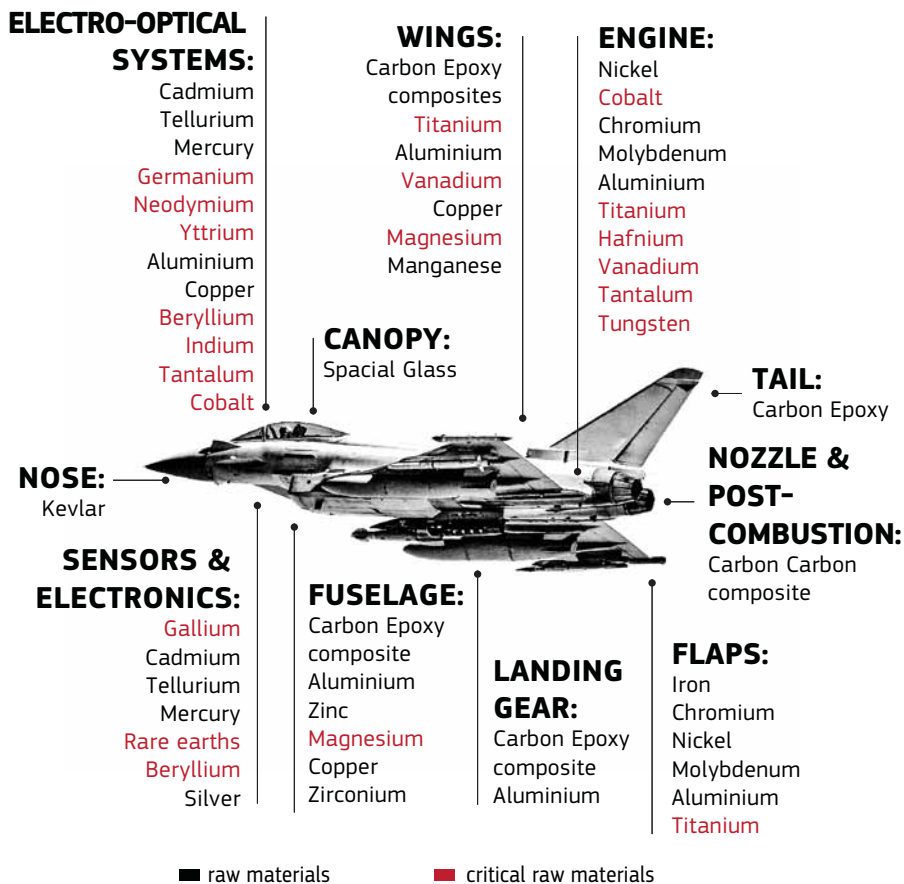 ELECTRO-OPTICAL
SYSTEMS:
Cadmium
Tellurium
Mercury
Germanium
Neodymium
Yttrium
Aluminium
Copper
Beryllium
Indium
Tantalum
Cobalt
WINGS:
Carbon Epoxy
composites
Titanium
Aluminium
Vanadium
Copper
Magnesium
Manganese
ENGINE:
Nickel
Cobalt
Chromium
Molybdenum
Aluminium
Titanium
Hafnium
Vanadium
Tantalum
Tungsten
CANOPY:
Spacial Glass
TAIL:
Carbon Epoxy
NOSE:
Kevlar
NOZZLE &
POST-
COMBUSTION:
Carbon Carbon
composite
SENSORS &
ELECTRONICS:
Gallium
Cadmium
Tellurium
Mercury
Rare earths
Beryllium
Silver
FUSELAGE:
Carbon Epoxy
composite
Aluminium
Zinc
Magnesium
Copper
Zirconium
LANDING
GEAR:
Carbon Epoxy
composite
Aluminium
FLAPS:
Iron
Chromium
Nickel
Molybdenum
Aluminium
Titanium
raw materials
critical raw materials